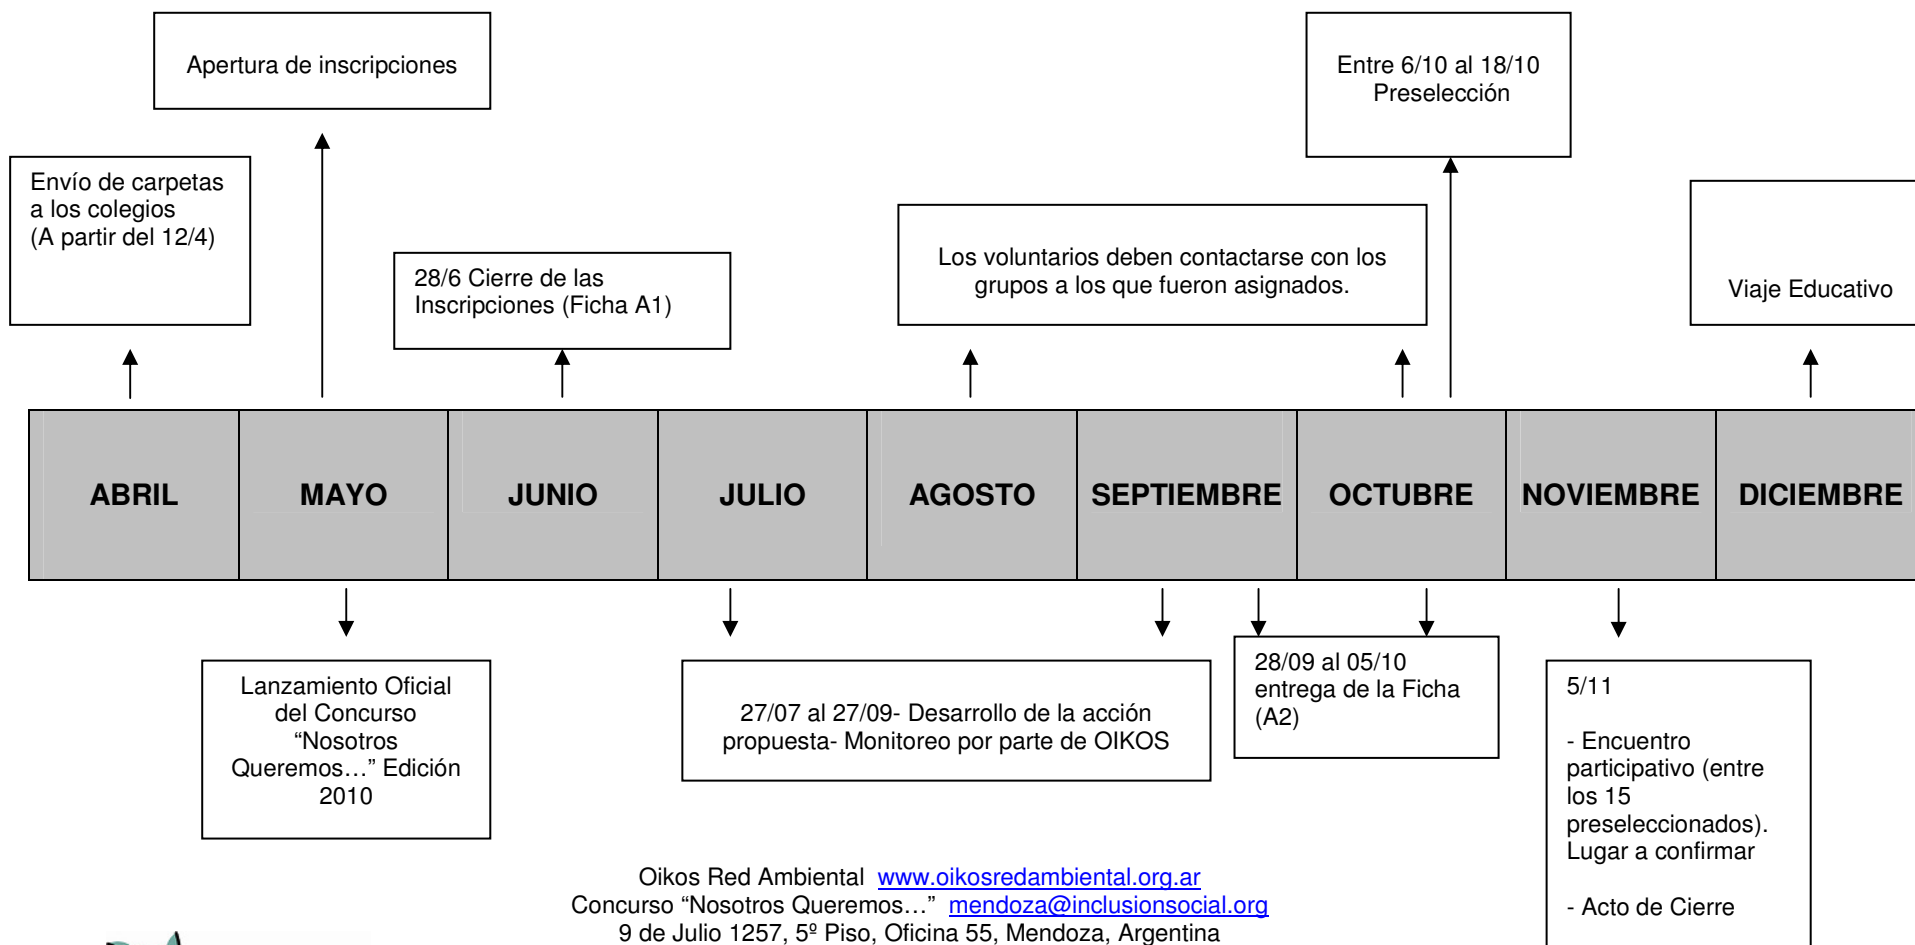 Apertura de inscripciones
Entre 6/10 al 18/10
Preselección
Envío de carpetas
a los colegios
(A partir del 12/4)
28/6 Cierre de las
Inscripciones (Ficha A1)
Los voluntarios deben contactarse con los
grupos a los que fueron asignados.
Viaje Educativo
ABRIL
MAYO
JUNIO
JULIO
AGOSTO
SEPTIEMBRE
OCTUBRE
NOVIEMBRE
DICIEMBRE
Lanzamiento Oficial
del Concurso
“Nosotros
Queremos…” Edición
2010
27/07 al 27/09- Desarrollo de la acción
propuesta- Monitoreo por parte de OIKOS
28/09 al 05/10
entrega de la Ficha
(A2)
5/11
- Encuentro
participativo (entre
los 15
preseleccionados).
Lugar a confirmar
- Acto de Cierre
Oikos Red Ambiental www.oikosredambiental.org.ar
Concurso “Nosotros Queremos…” mendoza@inclusionsocial.org
9 de Julio 1257, 5º Piso, Oficina 55, Mendoza, Argentina